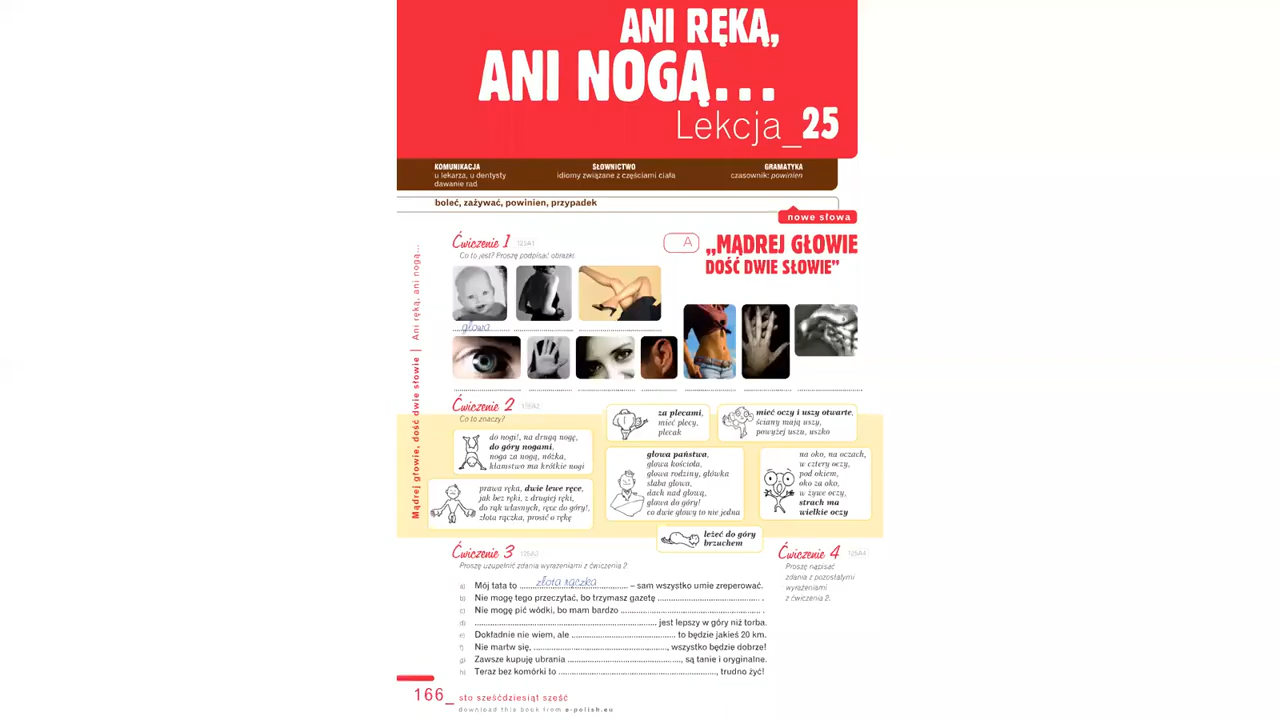 ANI RĘKĄ,
ANI NOGĄ...
Lekcja_25
KOMUNIKACJA
u lekarza, u dentysty
dawanie rad
SŁOWNICTWO
idiomy związane z częściami ciała
GRAMATYKA
czasownik: powinien
boleć, zażywać, powinien, przypadek
nowe słowa
Mądrej głowie, dość dwie słowie | Ani ręką, ani nogą...
A
„MĄDREJ GŁOWIE
DOŚĆ DWIE SŁOWIE”
Ćwiczenie 1 125A1
Co to jest? Proszę podpisać obrazki.
głowa
Ćwiczenie 2 125A2
Co to znaczy?
do nogi!, na drugą nogę,
do góry nogami,
noga za nogą, nóżka,
kłamstwo ma krótkie nogi
prawa ręka, dwie lewe ręce,
jak bez ręki, z drugiej ręki,
do rąk własnych, ręce do góry!,
złota rączka, prosić o rękę
za plecami,
mieć plecy,
plecak
mieć oczy i uszy otwarte,
ściany mają uszy,
powyżej uszu, uszko
głowa państwa,
głowa kościoła,
głowa rodziny, główka
słaba głowa,
dach nad głową,
głowa do góry!
co dwie głowy to nie jedna
na oko, na oczach,
w cztery oczy,
pod okiem,
oko za oko,
w żywe oczy,
strach ma
wielkie oczy
leżeć do góry
brzuchem
Ćwiczenie 3 125A3
Proszę uzupełnić zdania wyrażeniami z ćwiczenia 2.
a) Mój tata to złota rączka – sam wszystko umie zreperować.
b) Nie mogę tego przeczytać, bo trzymasz gazetę .
c) Nie mogę pić wódki, bo mam bardzo .
d) jest lepszy w góry niż torba.
e) Dokładnie nie wiem, ale to będzie jakieś 20 km.
f) Nie martw się, , wszystko będzie dobrze!
g) Zawsze kupuję ubrania , są tanie i oryginalne.
h) Teraz bez komórki to , trudno żyć!
Ćwiczenie 4 125A4
Proszę napisać
zdania z pozostałymi
wyrażeniami
z ćwiczenia 2.
166_ sto sześćdziesiąt sześć
download this book from e-polish.eu